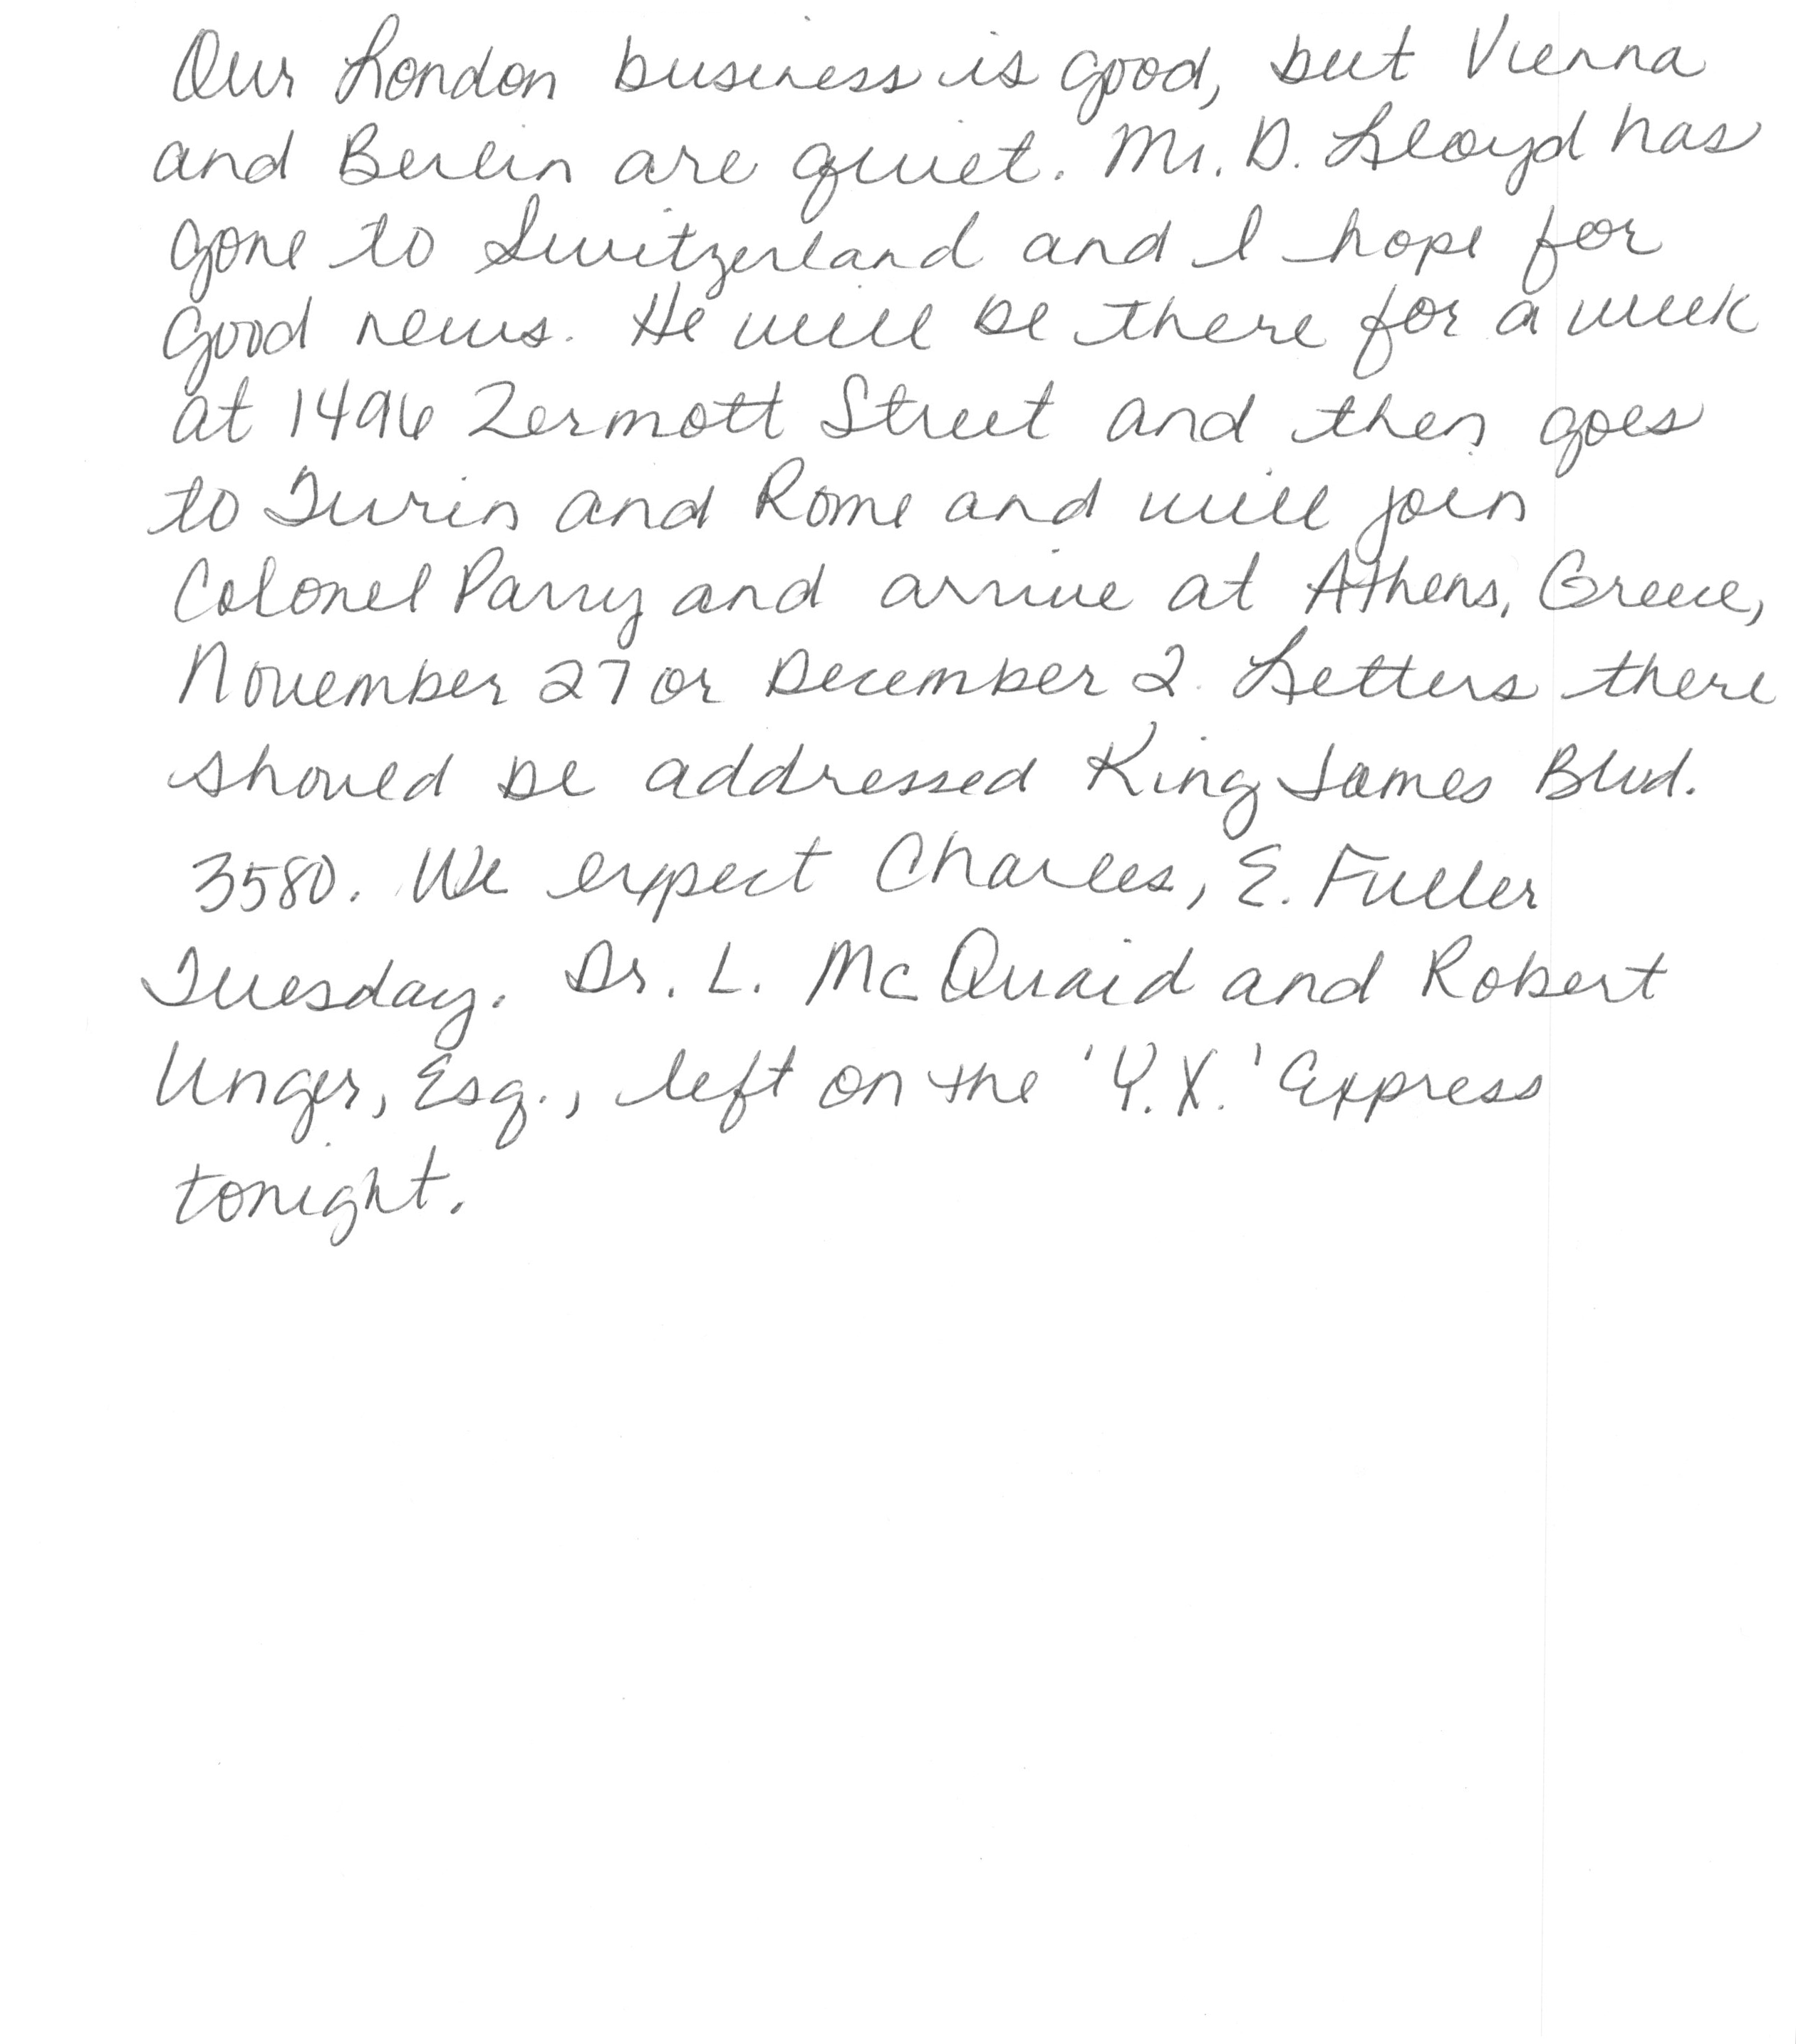 Our London business is good, but Vienna
and Berlin are quiet. Mr. D. Lloyd has
gone to Switzerland and I hope for
good news. He will be there for a week
at 1496 Zermott Street and then goes
to Turin and Rome and will join
Colonel Parry and arrive at Athens, Greece,
November 27 or December 2. Letters there
should be addressed King James Blvd.
3580. We expect Charles, E. Fuller
Tuesday. Dr. L. McQuaid and Robert
Unger, Esq., left on the 'Y.X.' Express
tonight.